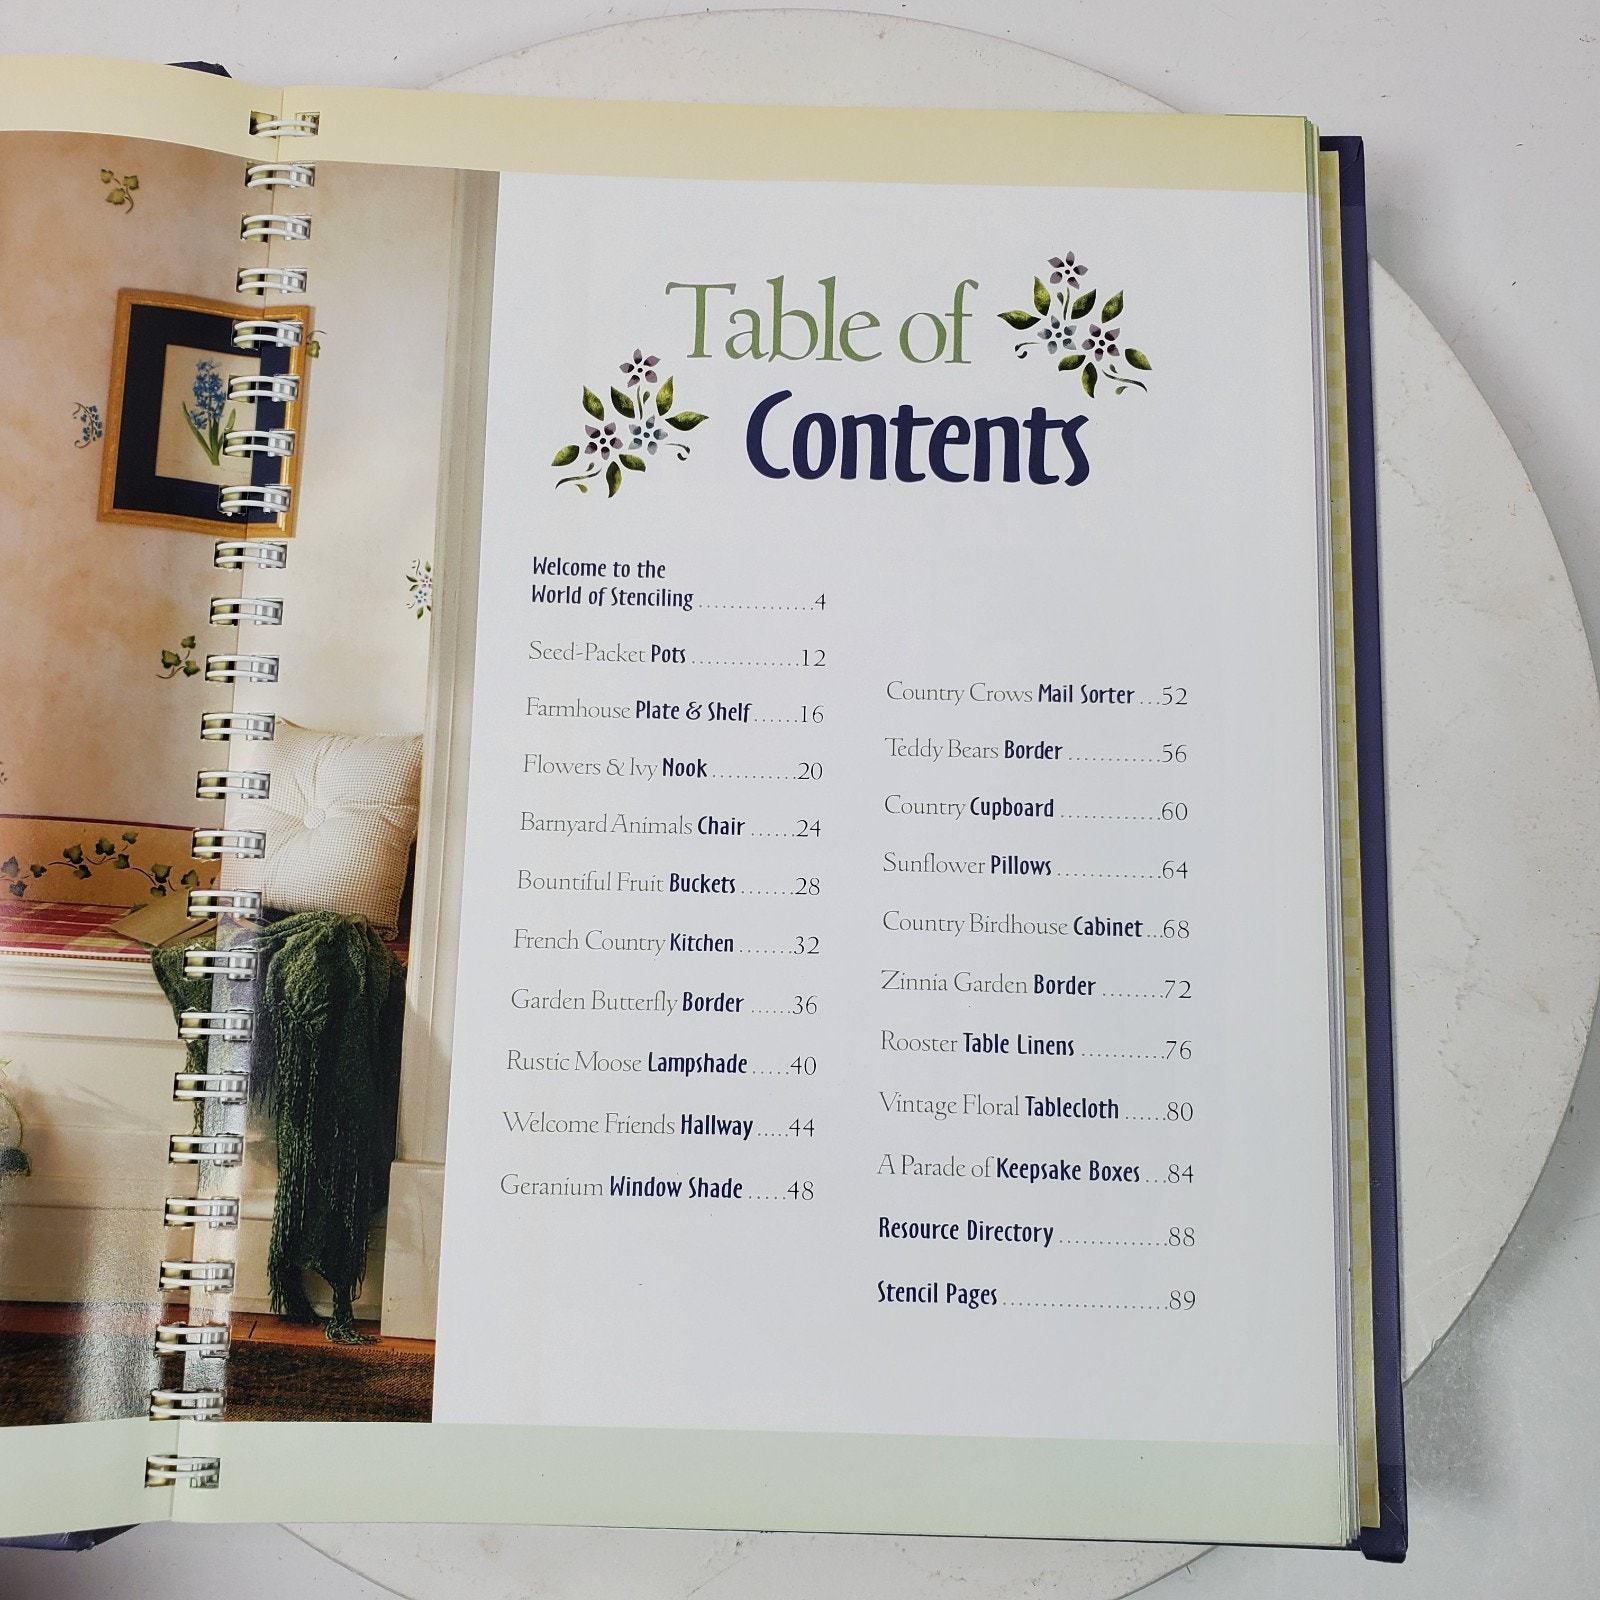 Table of
Contents
Welcome to the
World of Stenciling ...............4
Seed-Packet Pots ..............12
Farmhouse Plate & Shelf ......16
Flowers & Ivy Nook ...........20
Barnyard Animals Chair ......24
Bountiful Fruit Buckets .......28
French Country Kitchen .......32
Garden Butterfly Border ......36
Rustic Moose Lampshade .....40
Welcome Friends Hallway .....44
Geranium Window Shade .....48
Country Crows Mail Sorter ...52
Teddy Bears Border ............56
Country Cupboard .............60
Sunflower Pillows .............64
Country Birdhouse Cabinet ...68
Zinnia Garden Border ........72
Rooster Table Linens ...........76
Vintage Floral Tablecloth ......80
A Parade of Keepsake Boxes ...84
Resource Directory ..............88
Stencil Pages .....................89